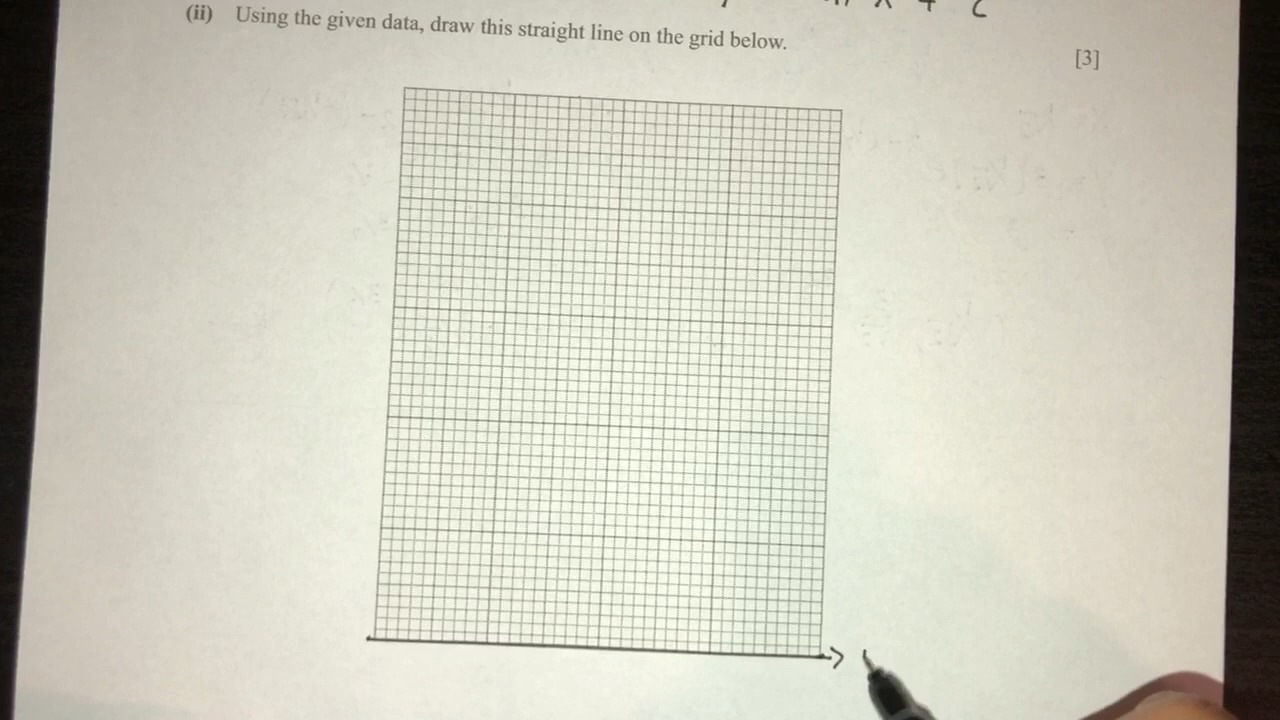 x + c
(ii) Using the given data, draw this straight line on the grid below.
[3]